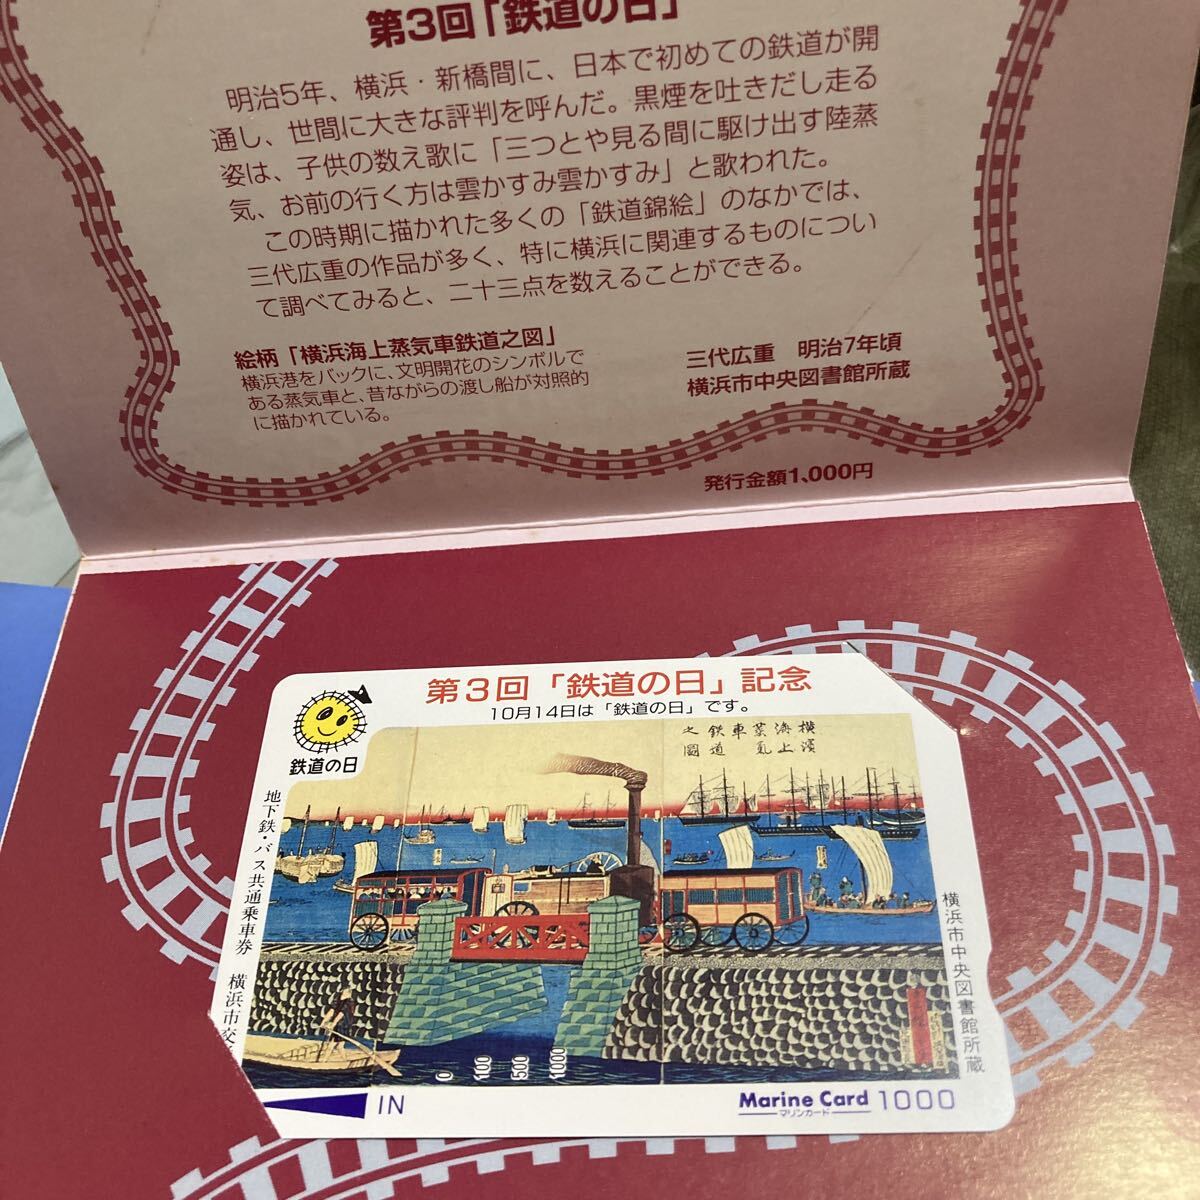 第3回「鉄道の日」
明治5年、横浜・新橋間に、日本で初めての鉄道が開
通し、世間に大きな評判を呼んだ。黒煙を吐きだし走る
姿は、子供の数え歌に「三つとや見る間に駆け出す陸蒸
気、お前の行く方は雲かすみ雲かすみ」と歌われた。
この時期に描かれた多くの「鉄道錦絵」のなかでは、
三代広重の作品が多く、特に横浜に関連するものについ
て調べてみると、二十三点を数えることができる。
絵柄「横浜海上蒸気車鉄道之図」
横浜港をバックに、文明開花のシンボルで
ある蒸気車と、昔ながらの渡し船が対照的
に描かれている。
三代広重 明治7年頃
横浜市中央図書館所蔵
発行金額1,000円
第3回「鉄道の日」記念
10月14日は「鉄道の日」です。
鉄道の日
横濱海上蒸気車鉄道之圖
地下鉄・バス共通乗車券 横浜市交
横浜市中央図書館所蔵
0 100 500 1000
IN
Marine Card 1000
マリンカード